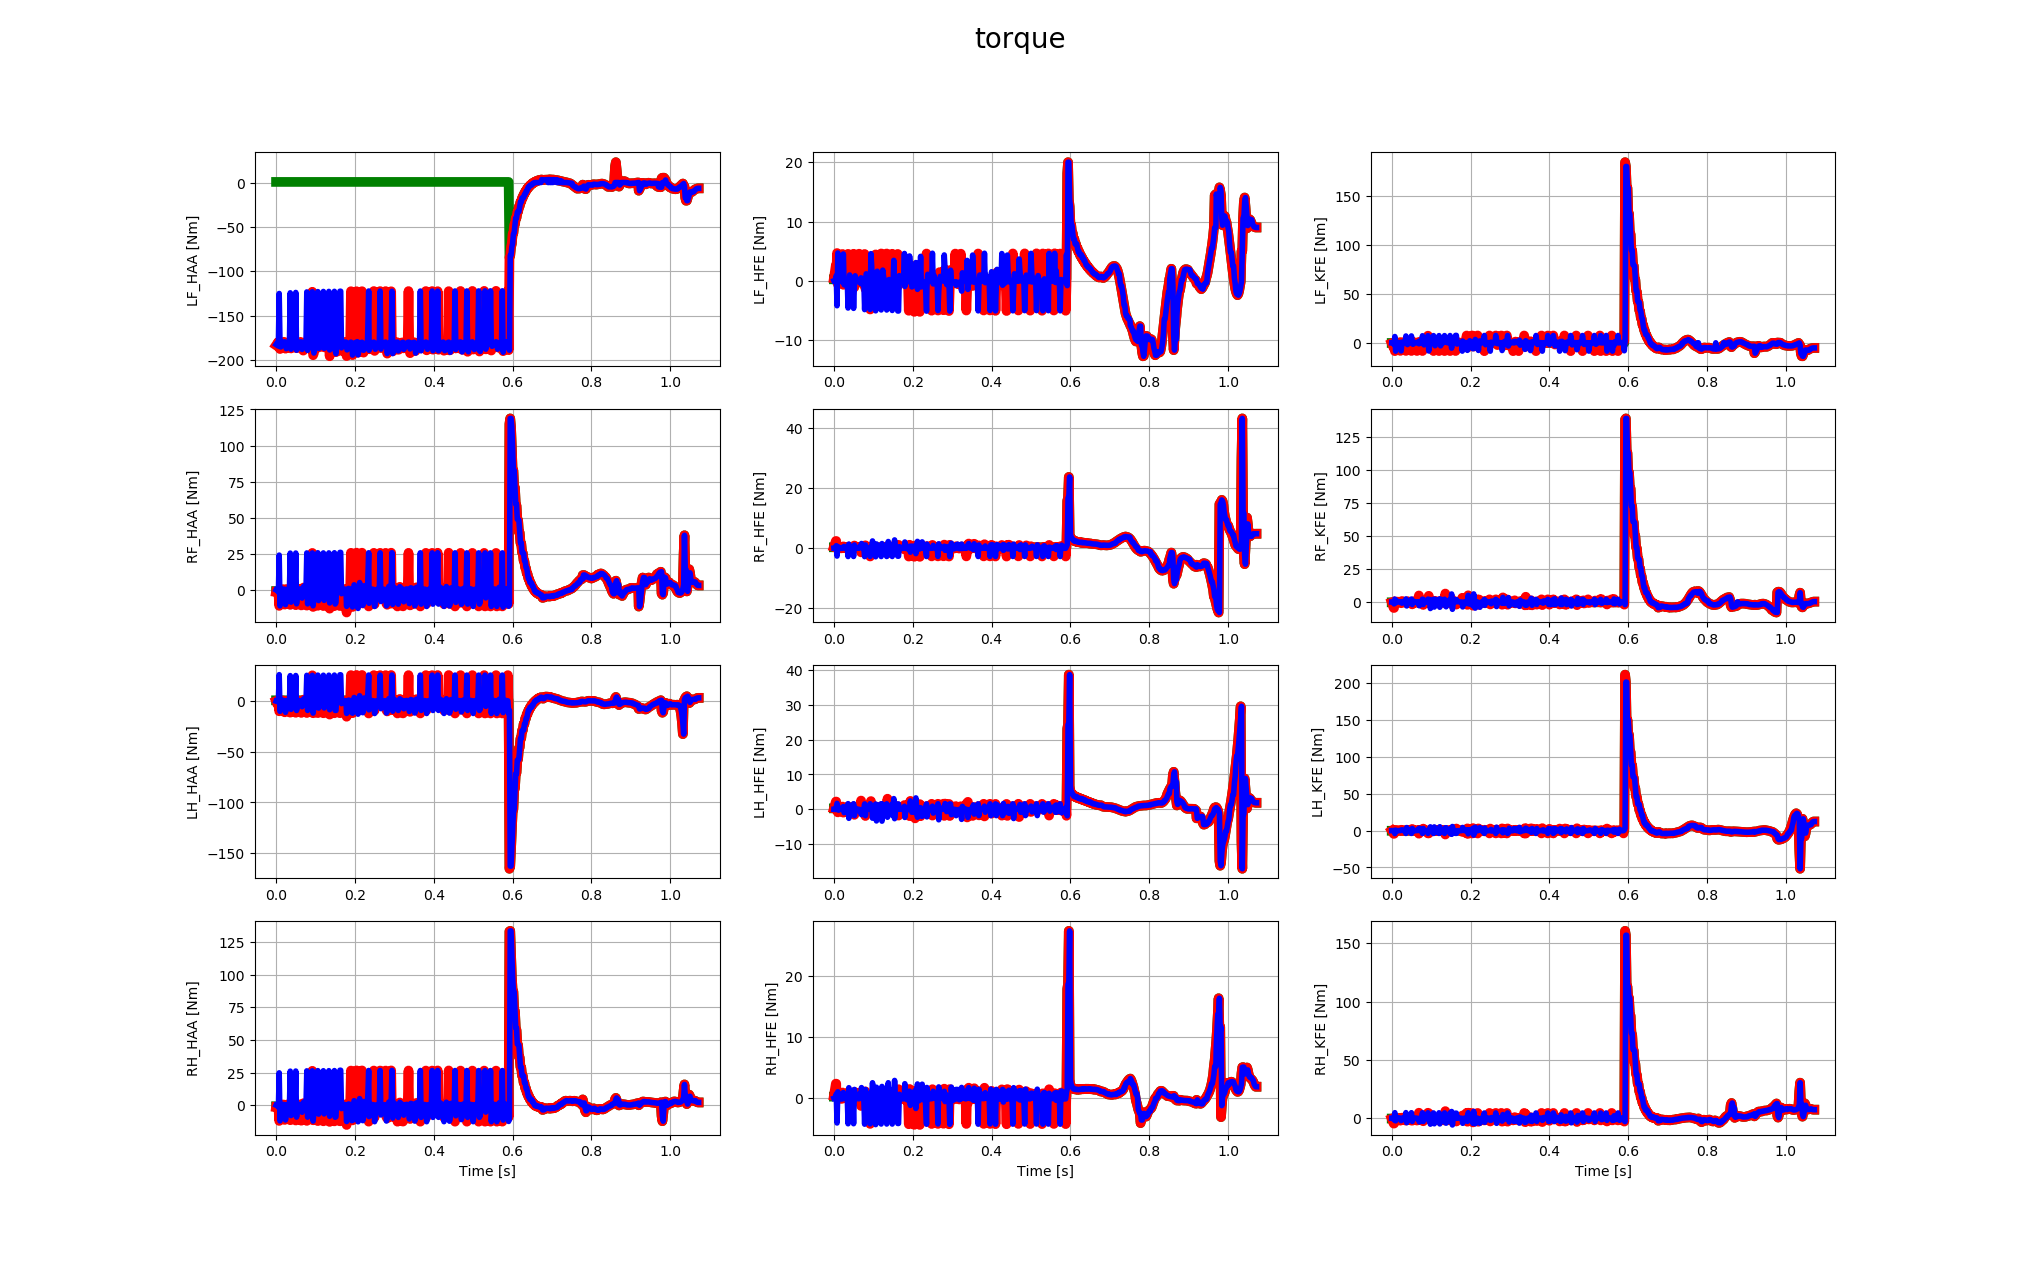 torque
LF_HAA [Nm]
0
−50
−100
−150
−200
0.0 0.2 0.4 0.6 0.8 1.0
LF_HFE [Nm]
20
10
0
−10
0.0 0.2 0.4 0.6 0.8 1.0
LF_KFE [Nm]
150
100
50
0
0.0 0.2 0.4 0.6 0.8 1.0
RF_HAA [Nm]
125
100
75
50
25
0
0.0 0.2 0.4 0.6 0.8 1.0
RF_HFE [Nm]
40
20
0
−20
0.0 0.2 0.4 0.6 0.8 1.0
RF_KFE [Nm]
125
100
75
50
25
0
0.0 0.2 0.4 0.6 0.8 1.0
LH_HAA [Nm]
0
−50
−100
−150
0.0 0.2 0.4 0.6 0.8 1.0
LH_HFE [Nm]
40
30
20
10
0
−10
0.0 0.2 0.4 0.6 0.8 1.0
LH_KFE [Nm]
200
150
100
50
0
−50
0.0 0.2 0.4 0.6 0.8 1.0
RH_HAA [Nm]
125
100
75
50
25
0
0.0 0.2 0.4 0.6 0.8 1.0
Time [s]
RH_HFE [Nm]
20
10
0
0.0 0.2 0.4 0.6 0.8 1.0
Time [s]
RH_KFE [Nm]
150
100
50
0
0.0 0.2 0.4 0.6 0.8 1.0
Time [s]